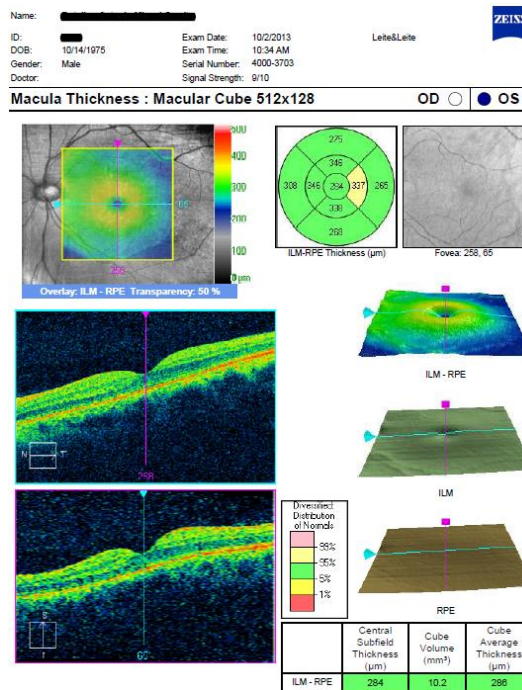 Name:
ZEISS
ID:
Exam Date: 10/2/2013
Leite&Leite
DOB: 10/14/1975
Exam Time: 10:34 AM
Gender: Male
Serial Number: 4000-3703
Doctor:
Signal Strength: 9/10
Macula Thickness : Macular Cube 512x128
OD OS
500
400
300
200
100
0 µm
65
258
Overlay: ILM - RPE Transparency: 50 %
275
346
308 346 284 337 265
338
268
ILM-RPE Thickness (µm)
Fovea: 258, 65
ILM - RPE
N T
258
ILM
Diversified:
Distribution
of Normals
99%
95%
5%
1%
S
I
RPE
Central Subfield Thickness (µm)
Cube Volume (mm³)
Cube Average Thickness (µm)
ILM - RPE 284 10.2 286